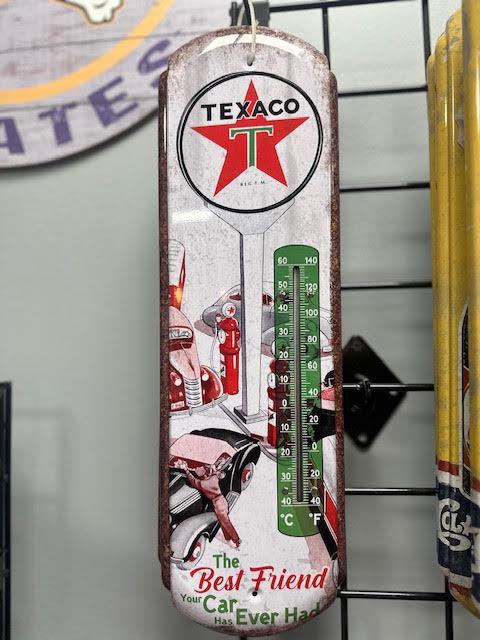 ATES
TEXACO
T
REG. T.M.
60 140
50 120
40 100
30 80
20 60
10 40
0 20
10 0
20
30 20
40 40
°C °F
The
Best Friend
Your Car
Has Ever Had